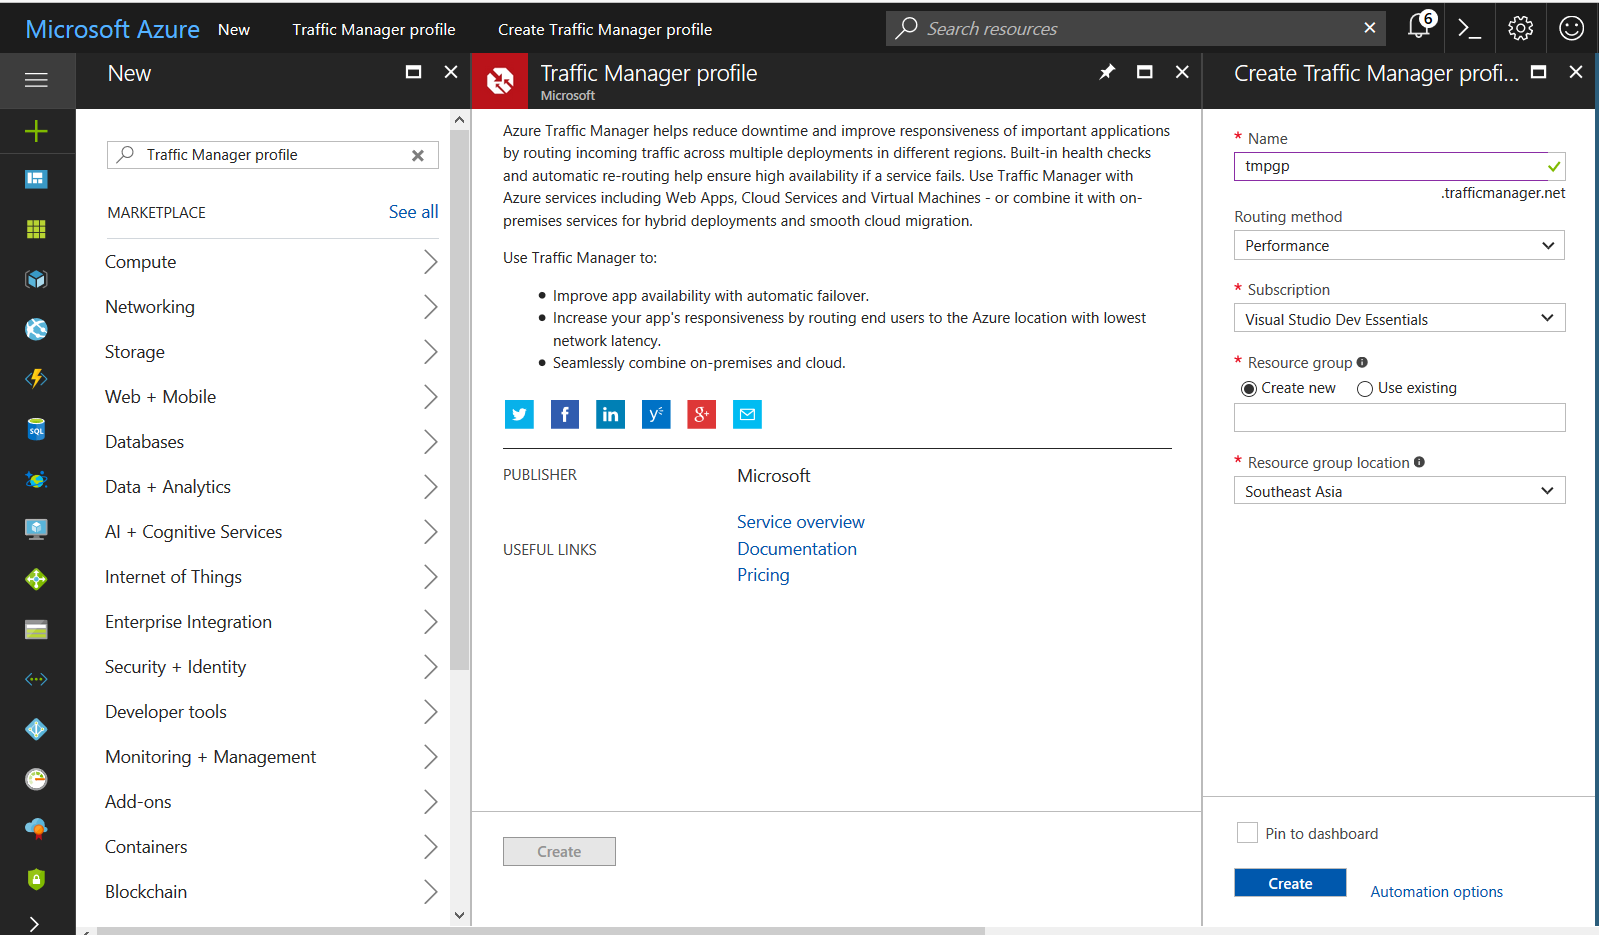 Microsoft Azure New Traffic Manager profile Create Traffic Manager profile Search resources 6
New
Traffic Manager profile
MARKETPLACE See all
Compute
Networking
Storage
Web + Mobile
Databases
Data + Analytics
AI + Cognitive Services
Internet of Things
Enterprise Integration
Security + Identity
Developer tools
Monitoring + Management
Add-ons
Containers
Blockchain
SQL
Traffic Manager profile
Microsoft
Azure Traffic Manager helps reduce downtime and improve responsiveness of important applications
by routing incoming traffic across multiple deployments in different regions. Built-in health checks
and automatic re-routing help ensure high availability if a service fails. Use Traffic Manager with
Azure services including Web Apps, Cloud Services and Virtual Machines - or combine it with on-
premises services for hybrid deployments and smooth cloud migration.
Use Traffic Manager to:
Improve app availability with automatic failover.
Increase your app's responsiveness by routing end users to the Azure location with lowest
network latency.
Seamlessly combine on-premises and cloud.
PUBLISHER Microsoft
Service overview
USEFUL LINKS Documentation
Pricing
Create
Create Traffic Manager profi...
* Name
tmpgp
.trafficmanager.net
Routing method
Performance
* Subscription
Visual Studio Dev Essentials
* Resource group
Create new Use existing
* Resource group location
Southeast Asia
Pin to dashboard
Create Automation options